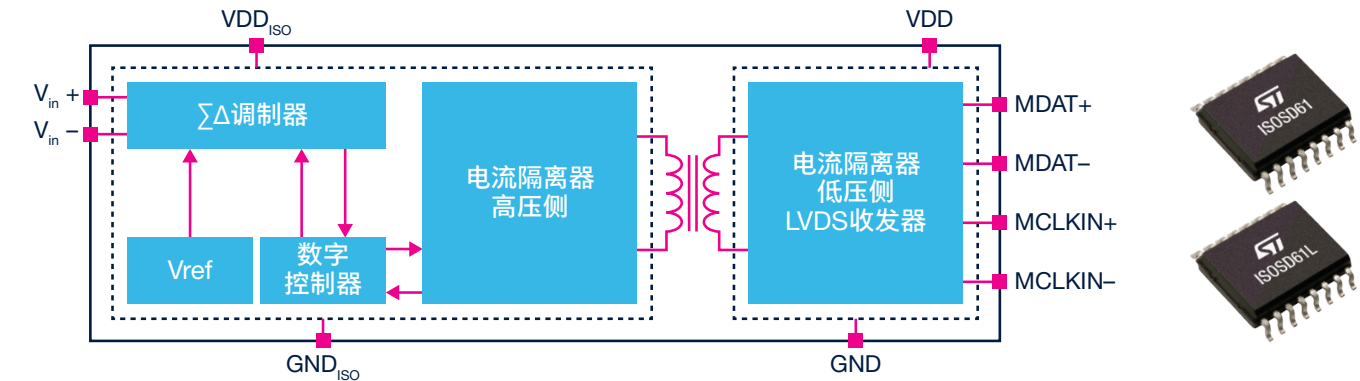 VDDISO
VDD
Vin +
Vin –
∑Δ调制器
电流隔离器
高压侧
电流隔离器
低压侧
LVDS收发器
Vref
数字
控制器
MDAT+
MDAT–
MCLKIN+
MCLKIN–
GNDISO
GND
ST
ISOSD61
ST
ISOSD61L